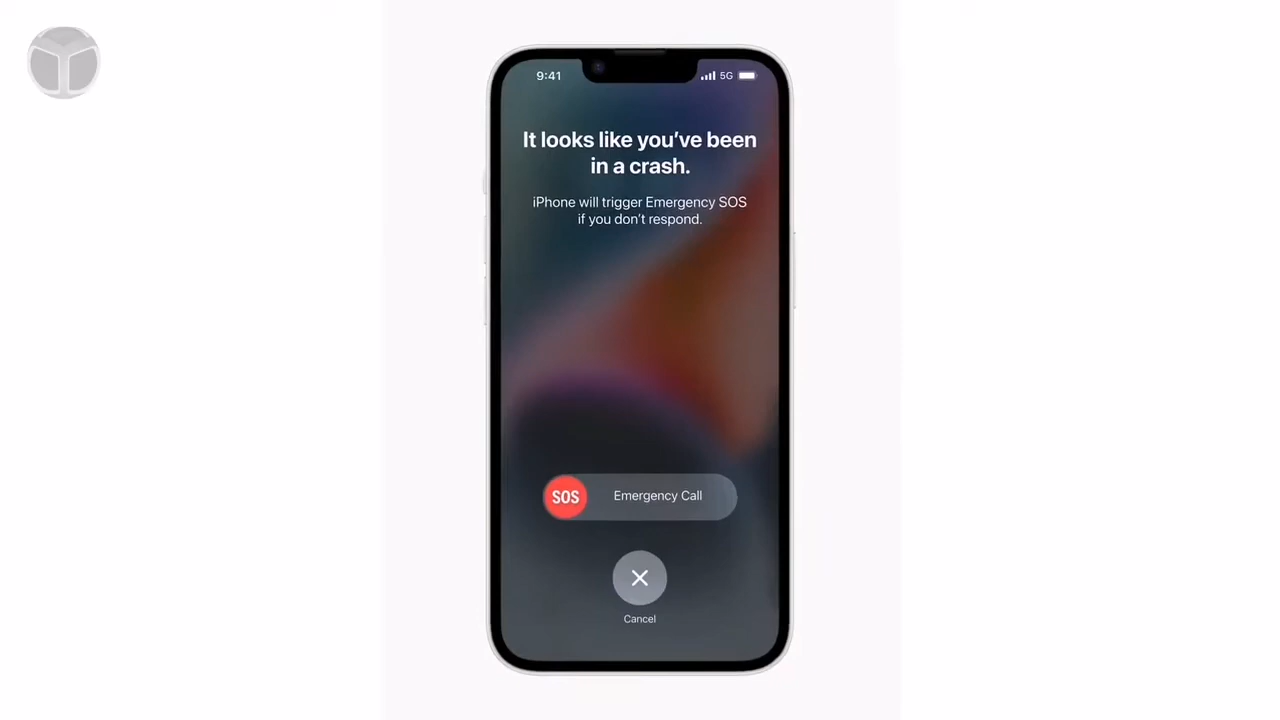 9:41
5G
It looks like you've been
in a crash.
iPhone will trigger Emergency SOS
if you don't respond.
SOS
Emergency Call
Cancel